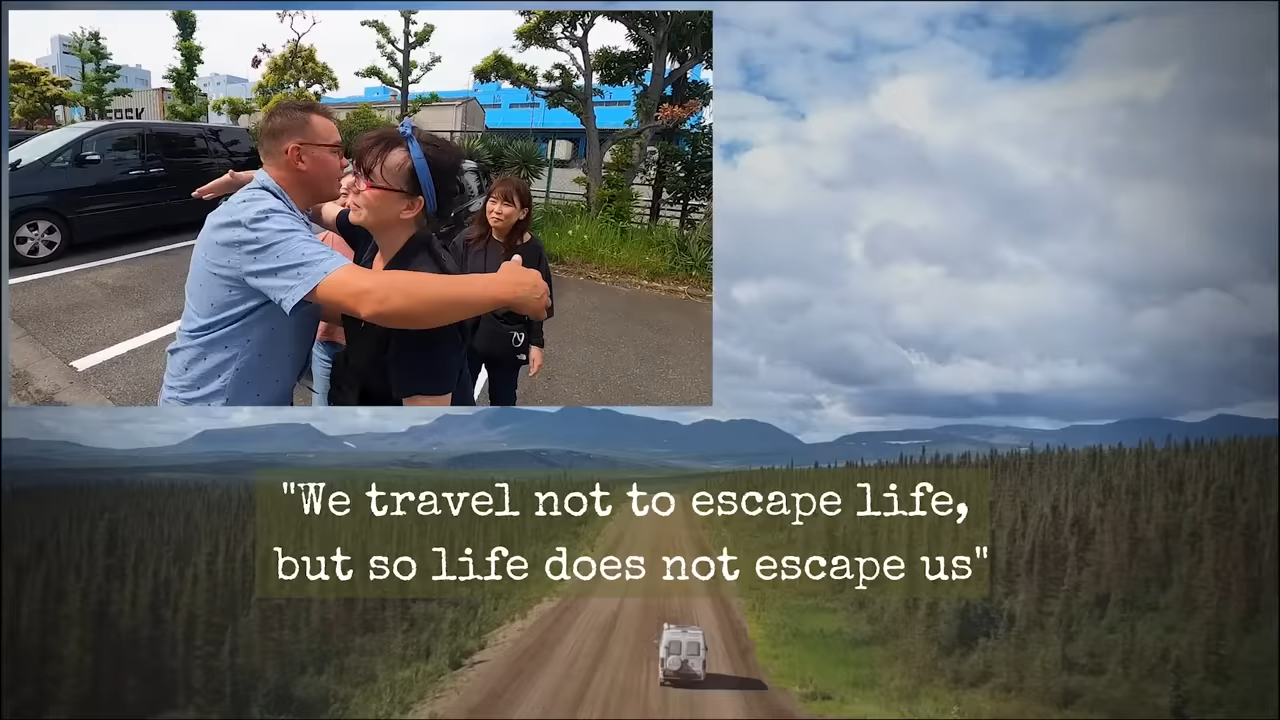 "We travel not to escape life,
but so life does not escape us"